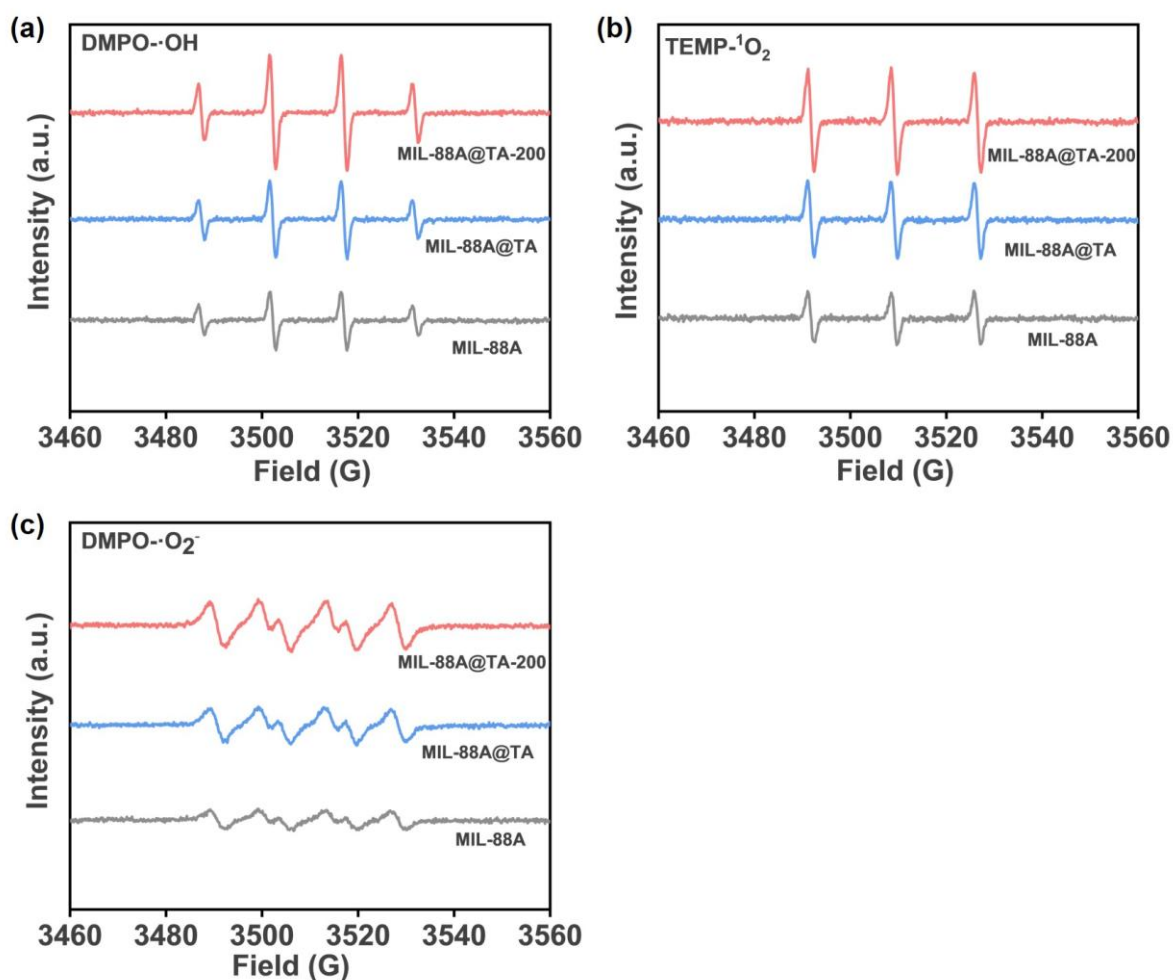 (a)
DMPO-·OH
MIL-88A@TA-200
MIL-88A@TA
MIL-88A
Intensity (a.u.)
3460 3480 3500 3520 3540 3560
Field (G)
(b)
TEMP-¹O₂
MIL-88A@TA-200
MIL-88A@TA
MIL-88A
Intensity (a.u.)
3460 3480 3500 3520 3540 3560
Field (G)
(c)
DMPO-·O₂⁻
MIL-88A@TA-200
MIL-88A@TA
MIL-88A
Intensity (a.u.)
3460 3480 3500 3520 3540 3560
Field (G)